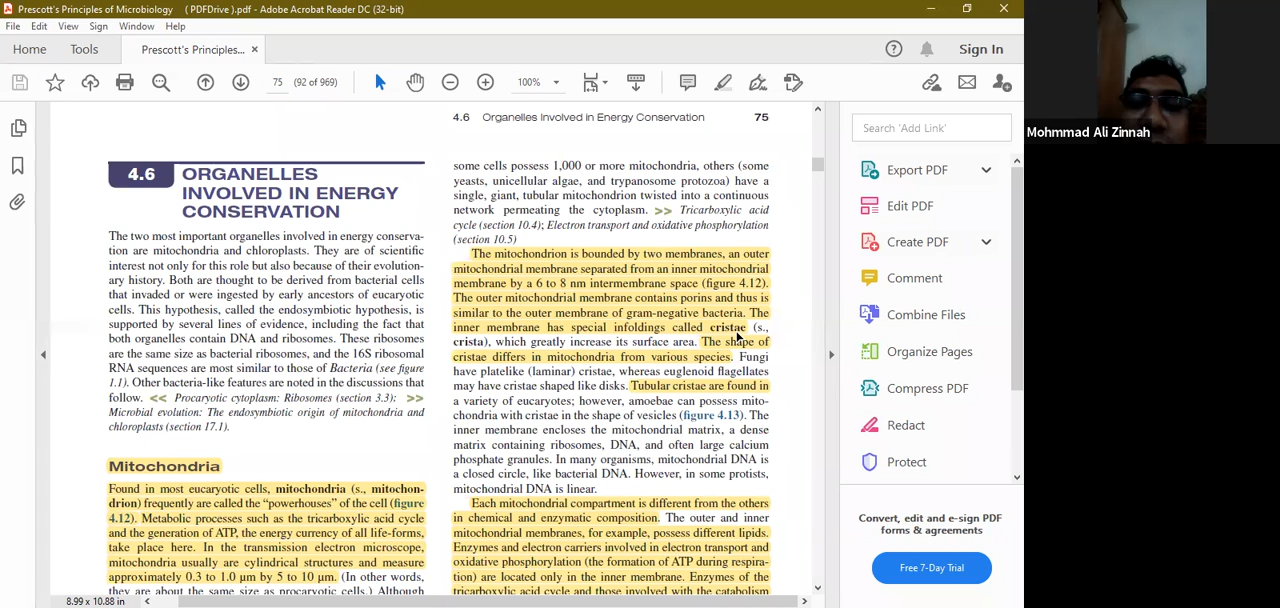 Prescott's Principles of Microbiology ( PDFDrive ).pdf - Adobe Acrobat Reader DC (32-bit)
File Edit View Sign Window Help
Home Tools Prescott's Principles... × Sign In
75 (92 of 969) 100%
4.6 Organelles Involved in Energy Conservation 75
4.6 ORGANELLES
INVOLVED IN ENERGY
CONSERVATION
The two most important organelles involved in energy conserva-
tion are mitochondria and chloroplasts. They are of scientific
interest not only for this role but also because of their evolution-
ary history. Both are thought to be derived from bacterial cells
that invaded or were ingested by early ancestors of eucaryotic
cells. This hypothesis, called the endosymbiotic hypothesis, is
supported by several lines of evidence, including the fact that
both organelles contain DNA and ribosomes. These ribosomes
are the same size as bacterial ribosomes, and the 16S ribosomal
RNA sequences are most similar to those of Bacteria (see figure
1.1). Other bacteria-like features are noted in the discussions that
follow. << Procaryotic cytoplasm: Ribosomes (section 3.3); >>
Microbial evolution: The endosymbiotic origin of mitochondria and
chloroplasts (section 17.1).
Mitochondria
Found in most eucaryotic cells, mitochondria (s., mitochon-
drion) frequently are called the “powerhouses” of the cell (figure
4.12). Metabolic processes such as the tricarboxylic acid cycle
and the generation of ATP, the energy currency of all life-forms,
take place here. In the transmission electron microscope,
mitochondria usually are cylindrical structures and measure
approximately 0.3 to 1.0 μm by 5 to 10 μm. (In other words,
they are about the same size as procaryotic cells.) Although
some cells possess 1,000 or more mitochondria, others (some
yeasts, unicellular algae, and trypanosome protozoa) have a
single, giant, tubular mitochondrion twisted into a continuous
network permeating the cytoplasm. >> Tricarboxylic acid
cycle (section 10.4); Electron transport and oxidative phosphorylation
(section 10.5)
The mitochondrion is bounded by two membranes, an outer
mitochondrial membrane separated from an inner mitochondrial
membrane by a 6 to 8 nm intermembrane space (figure 4.12).
The outer mitochondrial membrane contains porins and thus is
similar to the outer membrane of gram-negative bacteria. The
inner membrane has special infoldings called cristae (s.,
crista), which greatly increase its surface area. The shape of
cristae differs in mitochondria from various species. Fungi
have platelike (laminar) cristae, whereas euglenoid flagellates
may have cristae shaped like disks. Tubular cristae are found in
a variety of eucaryotes; however, amoebae can possess mito-
chondria with cristae in the shape of vesicles (figure 4.13). The
inner membrane encloses the mitochondrial matrix, a dense
matrix containing ribosomes, DNA, and often large calcium
phosphate granules. In many organisms, mitochondrial DNA is
a closed circle, like bacterial DNA. However, in some protists,
mitochondrial DNA is linear.
Each mitochondrial compartment is different from the others
in chemical and enzymatic composition. The outer and inner
mitochondrial membranes, for example, possess different lipids.
Enzymes and electron carriers involved in electron transport and
oxidative phosphorylation (the formation of ATP during respira-
tion) are located only in the inner membrane. Enzymes of the
tricarboxylic acid cycle and those involved with the catabolism
8.99 x 10.88 in
Search 'Add Link'
Export PDF
Edit PDF
Create PDF
Comment
Combine Files
Organize Pages
Compress PDF
Redact
Protect
Convert, edit and e-sign PDF
forms & agreements
Free 7-Day Trial
Mohmmad Ali Zinnah